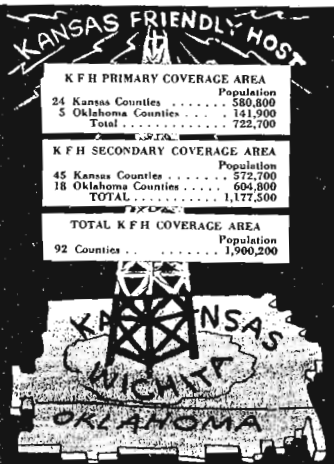 KANSAS FRIENDLY HOST
K F H PRIMARY COVERAGE AREA
Population
24 Kansas Counties ....... 580,800
5 Oklahoma Counties ..... 141,900
Total ............ 722,700
K F H SECONDARY COVERAGE AREA
Population
45 Kansas Counties ....... 572,700
18 Oklahoma Counties ..... 604,800
TOTAL ............ 1,177,500
TOTAL K F H COVERAGE AREA
Population
92 Counties .. ........ 1,900,200
KANSAS
WICHITA
OKLAHOMA